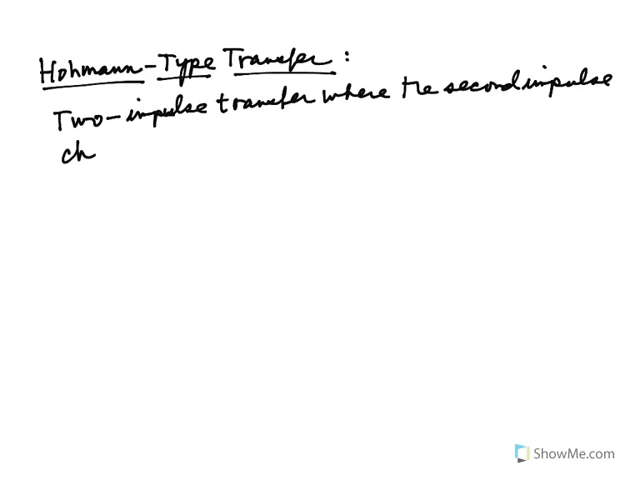 Hohmann-Type Transfer:
Two-impulse transfer where the second impulse
ch
ShowMe.com